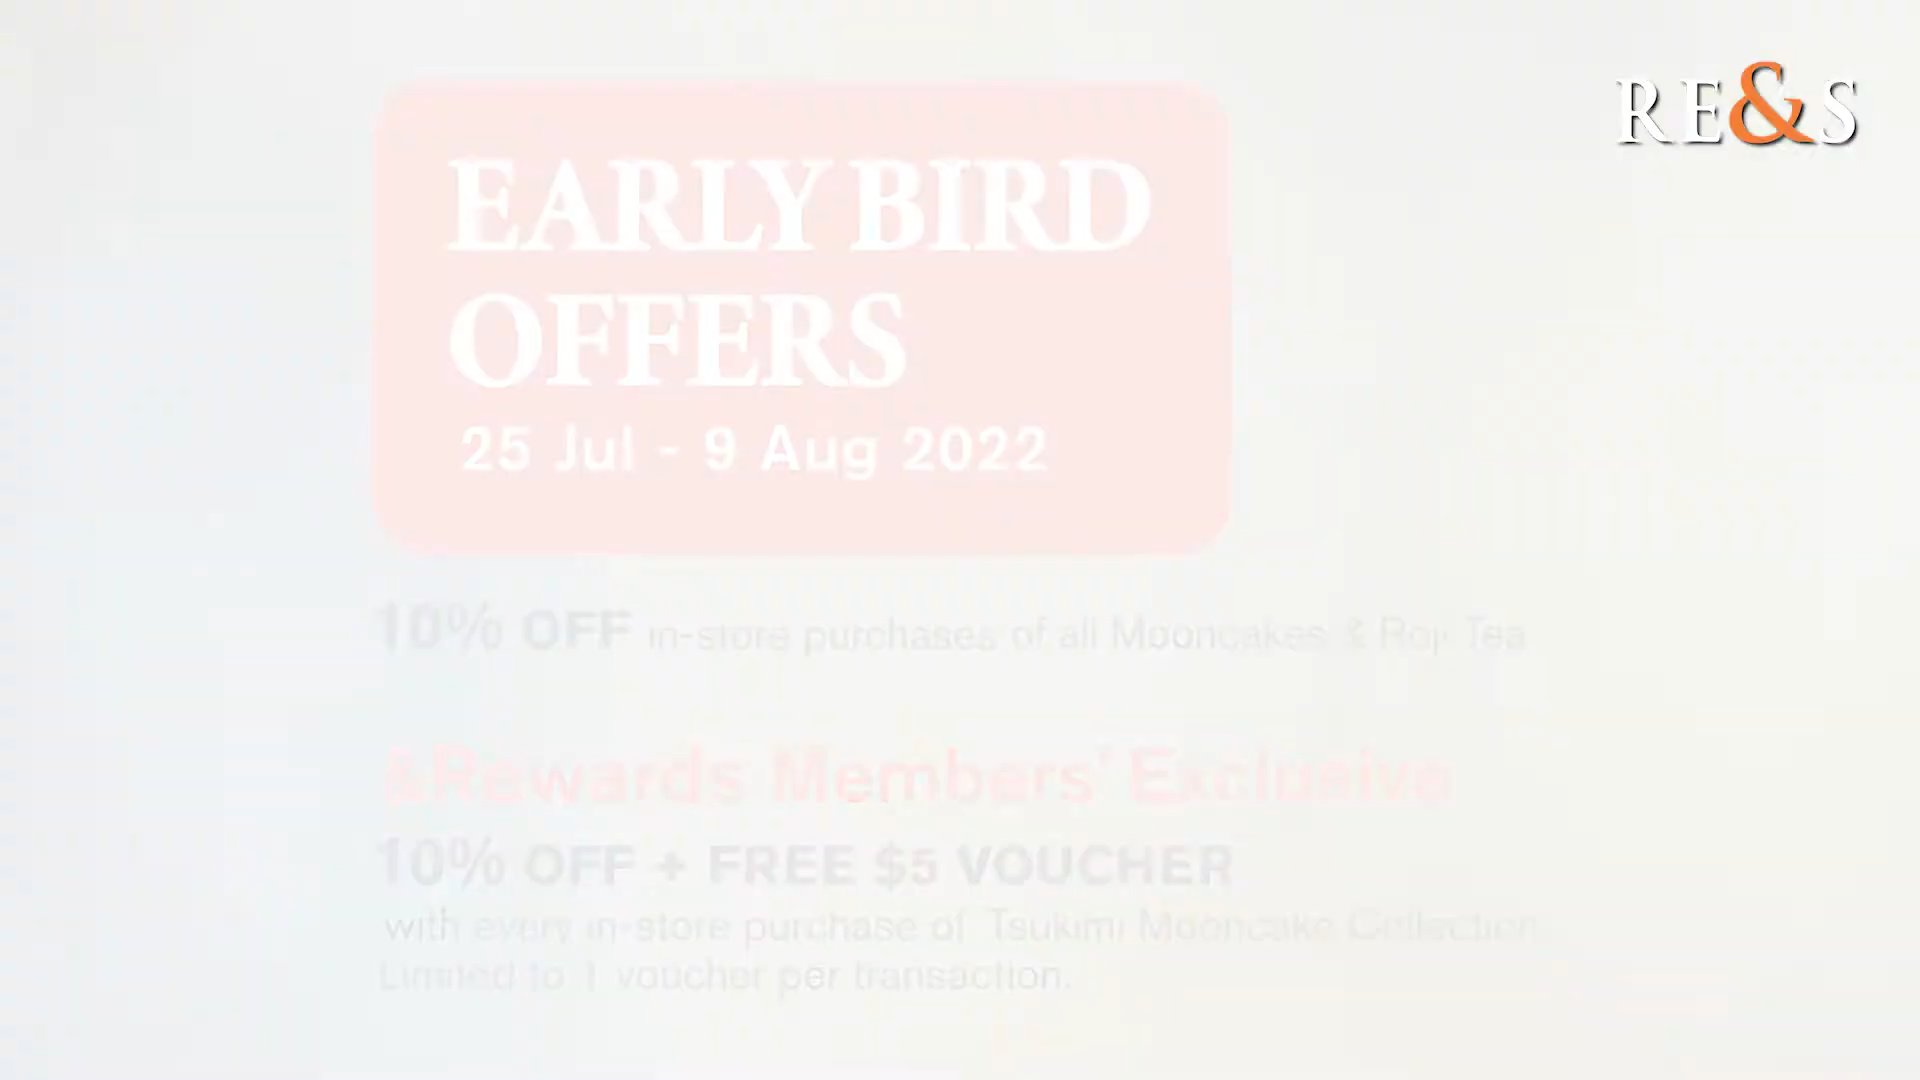 RE&S
EARLY BIRD
OFFERS
25 Jul - 9 Aug 2022
10% OFF in-store purchases of all Mooncakes & Roji Tea
&Rewards Members' Exclusive
10% OFF + FREE $5 VOUCHER
with every in-store purchase of Tsukimi Mooncake Collection.
Limited to 1 voucher per transaction.